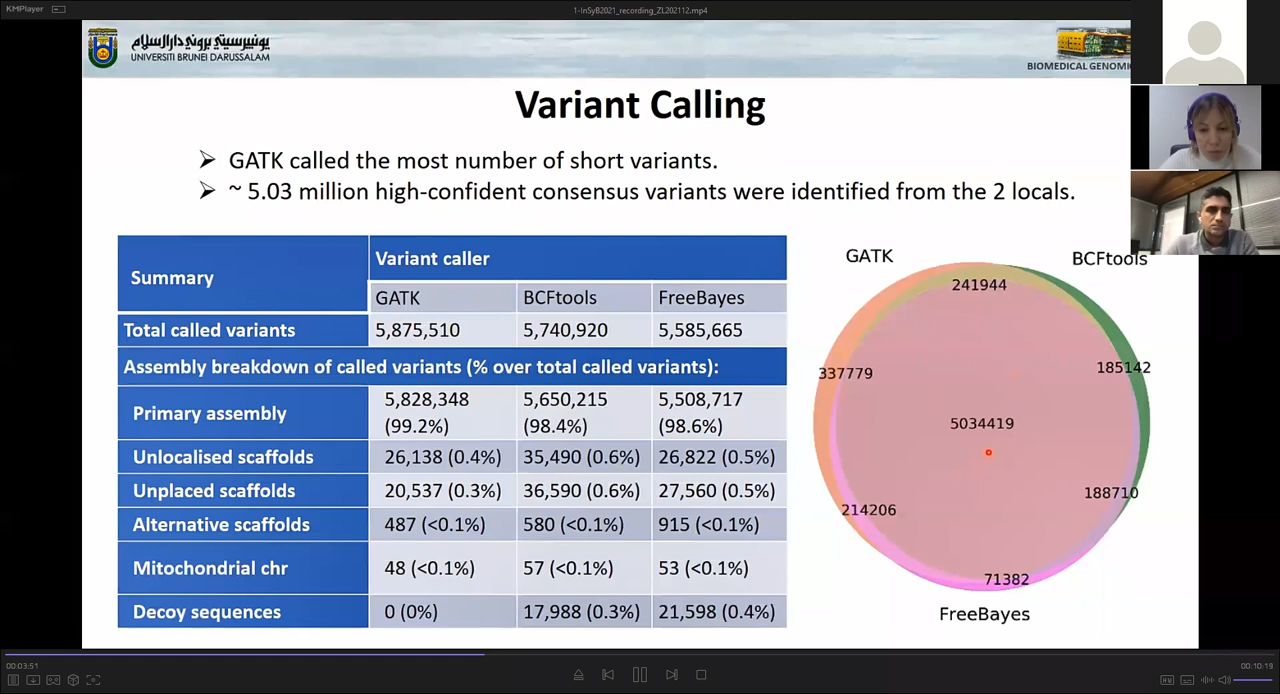 KMPlayer
1-InSyB2021_recording_ZL202112.mp4
يونيبرسيتي بروني دارالسلام
UNIVERSITI BRUNEI DARUSSALAM
BIOMEDICAL GENOMI
Variant Calling
➢ GATK called the most number of short variants.
➢ ~ 5.03 million high-confident consensus variants were identified from the 2 locals.
Summary
Variant caller
GATK BCFtools FreeBayes
Total called variants 5,875,510 5,740,920 5,585,665
Assembly breakdown of called variants (% over total called variants):
Primary assembly 5,828,348 (99.2%) 5,650,215 (98.4%) 5,508,717 (98.6%)
Unlocalised scaffolds 26,138 (0.4%) 35,490 (0.6%) 26,822 (0.5%)
Unplaced scaffolds 20,537 (0.3%) 36,590 (0.6%) 27,560 (0.5%)
Alternative scaffolds 487 (<0.1%) 580 (<0.1%) 915 (<0.1%)
Mitochondrial chr 48 (<0.1%) 57 (<0.1%) 53 (<0.1%)
Decoy sequences 0 (0%) 17,988 (0.3%) 21,598 (0.4%)
GATK
BCFtools
241944
337779
185142
5034419
214206
188710
71382
FreeBayes
00:03:51
00:10:19